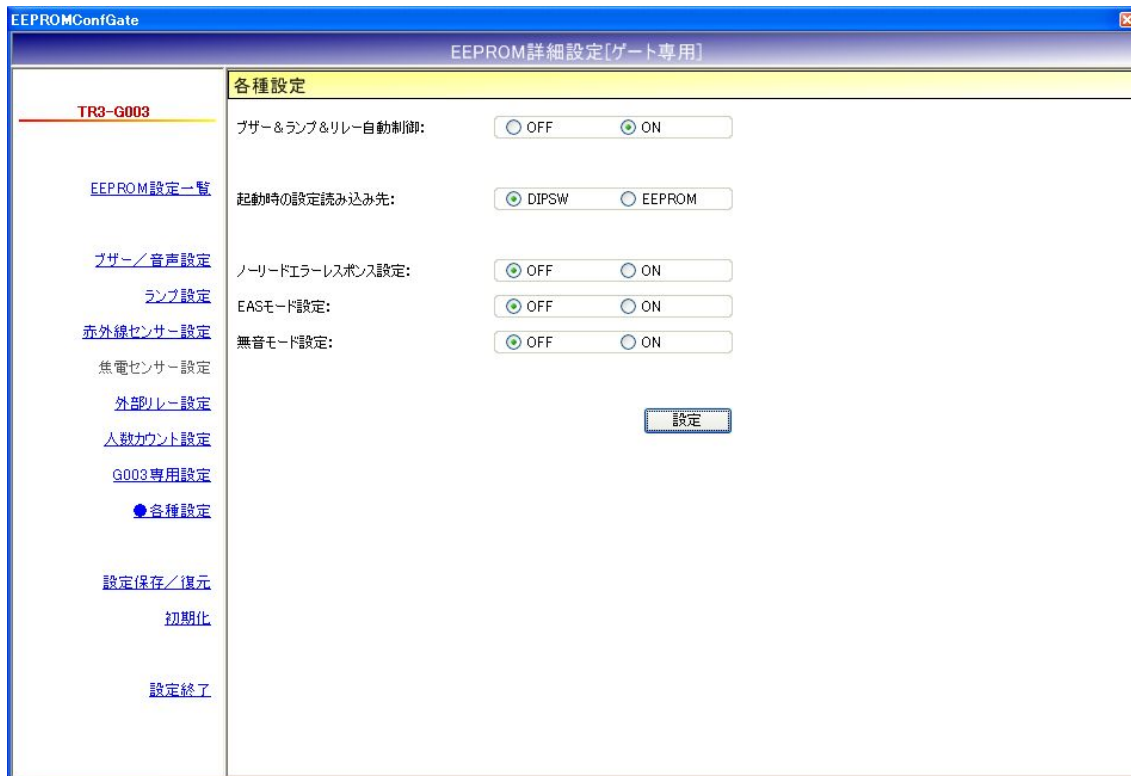 EEPROMConfGate
EEPROM詳細設定[ゲート専用]
TR3-G003
EEPROM設定一覧
ブザー／音声設定
ランプ設定
赤外線センサー設定
焦電センサー設定
外部リレー設定
人数カウント設定
G003専用設定
●各種設定
設定保存／復元
初期化
設定終了
各種設定
ブザー＆ランプ＆リレー自動制御: OFF ON
起動時の設定読み込み先: DIPSW EEPROM
ノーリードエラーレスポンス設定: OFF ON
EASモード設定: OFF ON
無音モード設定: OFF ON
設定